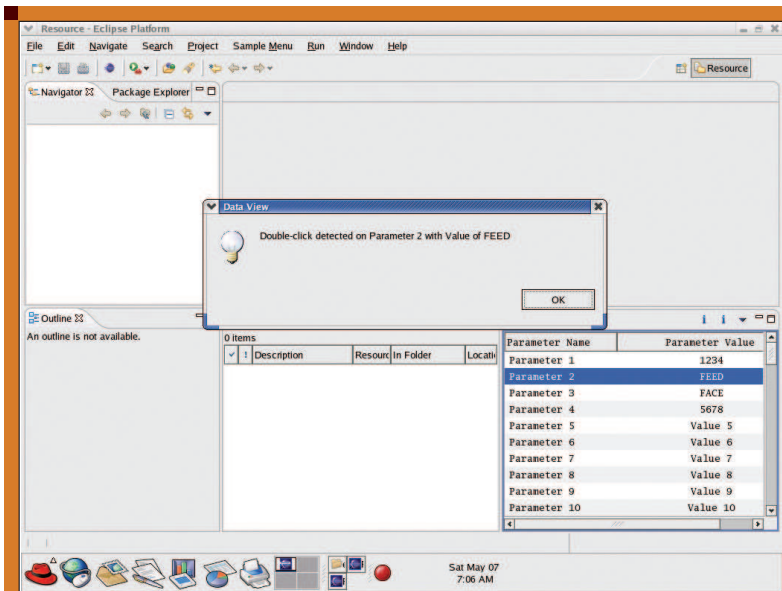 Resource - Eclipse Platform
File Edit Navigate Search Project Sample Menu Run Window Help
Resource
Navigator Package Explorer
Data View
Double-click detected on Parameter 2 with Value of FEED
OK
Outline
An outline is not available.
0 items
! Description Resourc In Folder Locati
Parameter Name Parameter Value
Parameter 1 1234
Parameter 2 FEED
Parameter 3 FACE
Parameter 4 5678
Parameter 5 Value 5
Parameter 6 Value 6
Parameter 7 Value 7
Parameter 8 Value 8
Parameter 9 Value 9
Parameter 10 Value 10
Sat May 07
7:06 AM